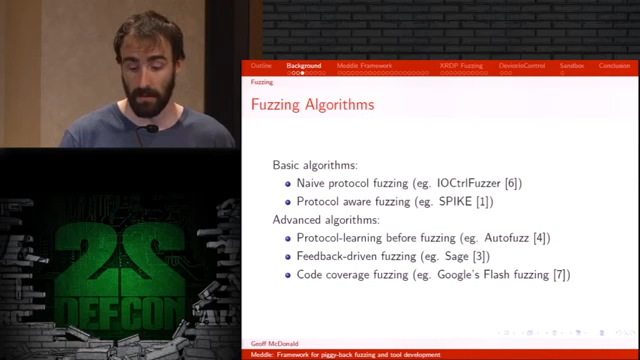 Outline Background Meddle Framework XRDP Fuzzing DeviceIoControl Sandbox Conclusion
Fuzzing
Fuzzing Algorithms
Basic algorithms:
Naive protocol fuzzing (eg. IOCtrlFuzzer [6])
Protocol aware fuzzing (eg. SPIKE [1])
Advanced algorithms:
Protocol-learning before fuzzing (eg. Autofuzz [4])
Feedback-driven fuzzing (eg. Sage [3])
Code coverage fuzzing (eg. Google's Flash fuzzing [7])
Geoff McDonald
Meddle: Framework for piggy-back fuzzing and tool development
22
DEFCON